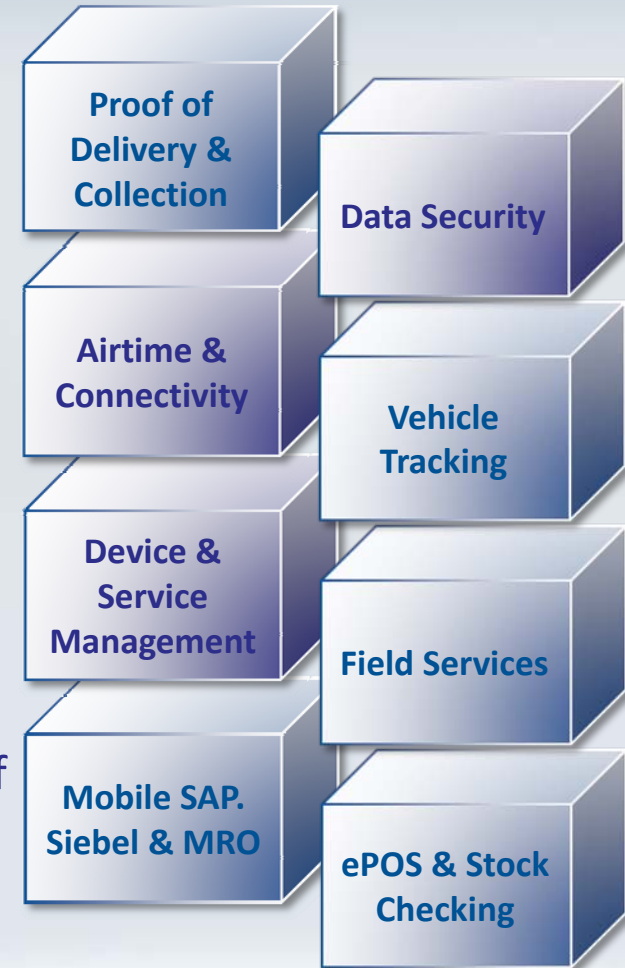 Proof of
Delivery &
Collection
Data Security
Airtime &
Connectivity
Vehicle
Tracking
Device &
Service
Management
Field Services
f
Mobile SAP.
Siebel & MRO
ePOS & Stock
Checking